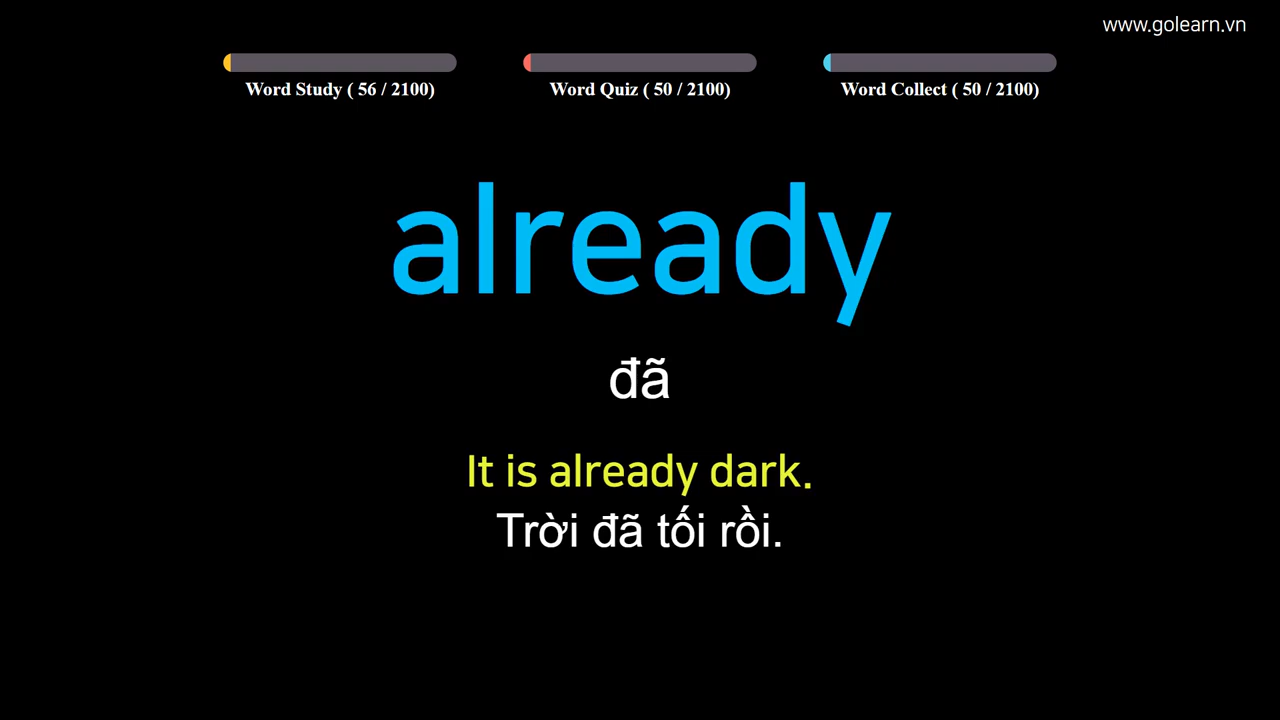 www.golearn.vn
Word Study ( 56 / 2100)
Word Quiz ( 50 / 2100)
Word Collect ( 50 / 2100)
already
đã
It is already dark.
Trời đã tối rồi.